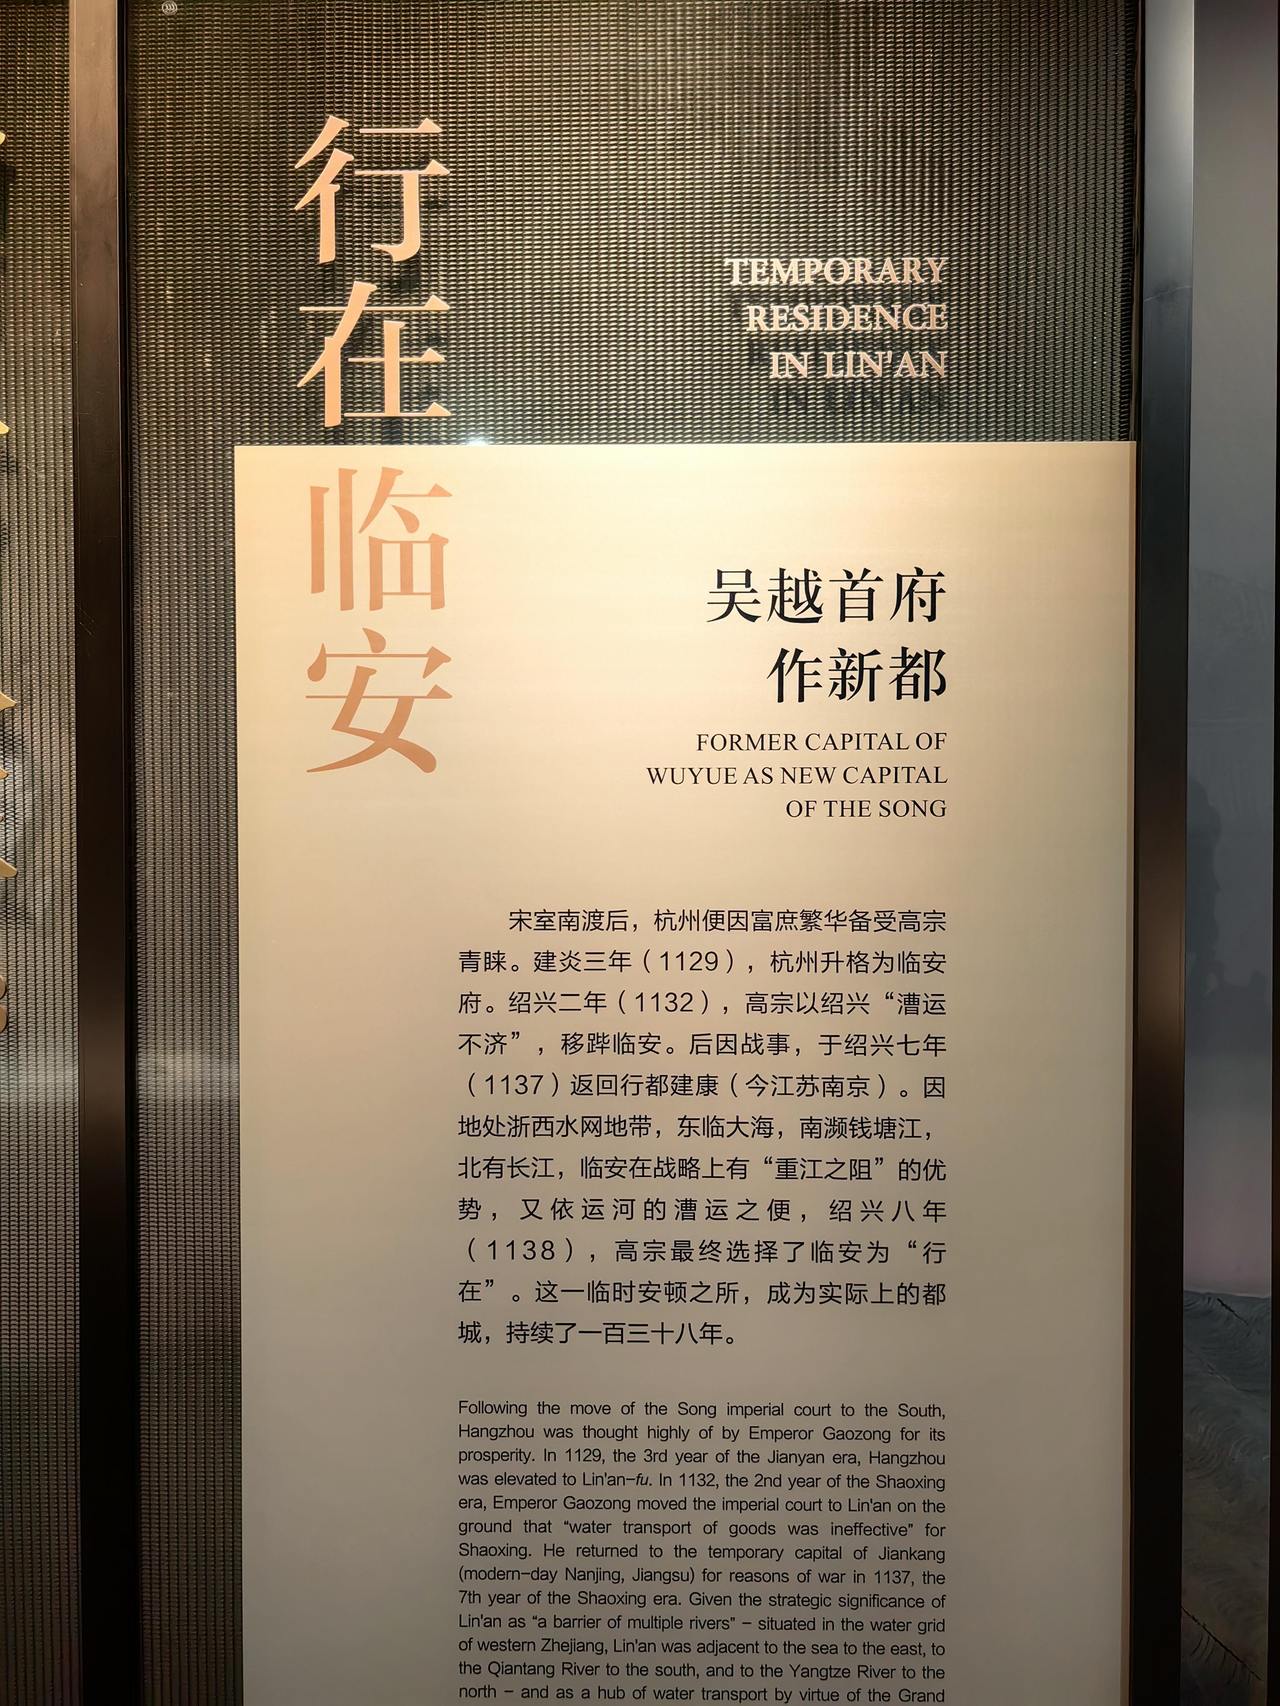 行在临安
TEMPORARY
RESIDENCE
IN LIN'AN
吴越首府
作新都
FORMER CAPITAL OF
WUYUE AS NEW CAPITAL
OF THE SONG
宋室南渡后，杭州便因富庶繁华备受高宗
青睐。建炎三年（1129），杭州升格为临安
府。绍兴二年（1132），高宗以绍兴“漕运
不济”，移跸临安。后因战事，于绍兴七年
（1137）返回行都建康（今江苏南京）。因
地处浙西水网地带，东临大海，南濒钱塘江，
北有长江，临安在战略上有“重江之阻”的优
势，又依运河的漕运之便，绍兴八年
（1138），高宗最终选择了临安为“行
在”。这一临时安顿之所，成为实际上的都
城，持续了一百三十八年。
Following the move of the Song imperial court to the South,
Hangzhou was thought highly of by Emperor Gaozong for its
prosperity. In 1129, the 3rd year of the Jianyan era, Hangzhou
was elevated to Lin'an-fu. In 1132, the 2nd year of the Shaoxing
era, Emperor Gaozong moved the imperial court to Lin'an on the
ground that “water transport of goods was ineffective” for
Shaoxing. He returned to the temporary capital of Jiankang
(modern-day Nanjing, Jiangsu) for reasons of war in 1137, the
7th year of the Shaoxing era. Given the strategic significance of
Lin'an as “a barrier of multiple rivers” – situated in the water grid
of western Zhejiang, Lin'an was adjacent to the sea to the east, to
the Qiantang River to the south, and to the Yangtze River to the
north – and as a hub of water transport by virtue of the Grand